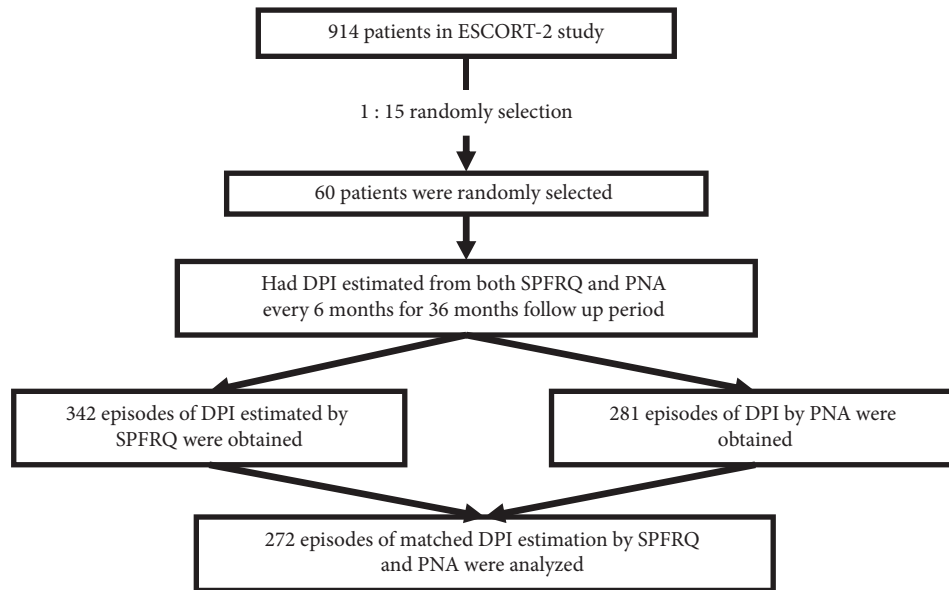 914 patients in ESCORT-2 study
1 : 15 randomly selection
60 patients were randomly selected
Had DPI estimated from both SPFRQ and PNA
every 6 months for 36 months follow up period
342 episodes of DPI estimated by
SPFRQ were obtained
281 episodes of DPI by PNA were
obtained
272 episodes of matched DPI estimation by SPFRQ
and PNA were analyzed